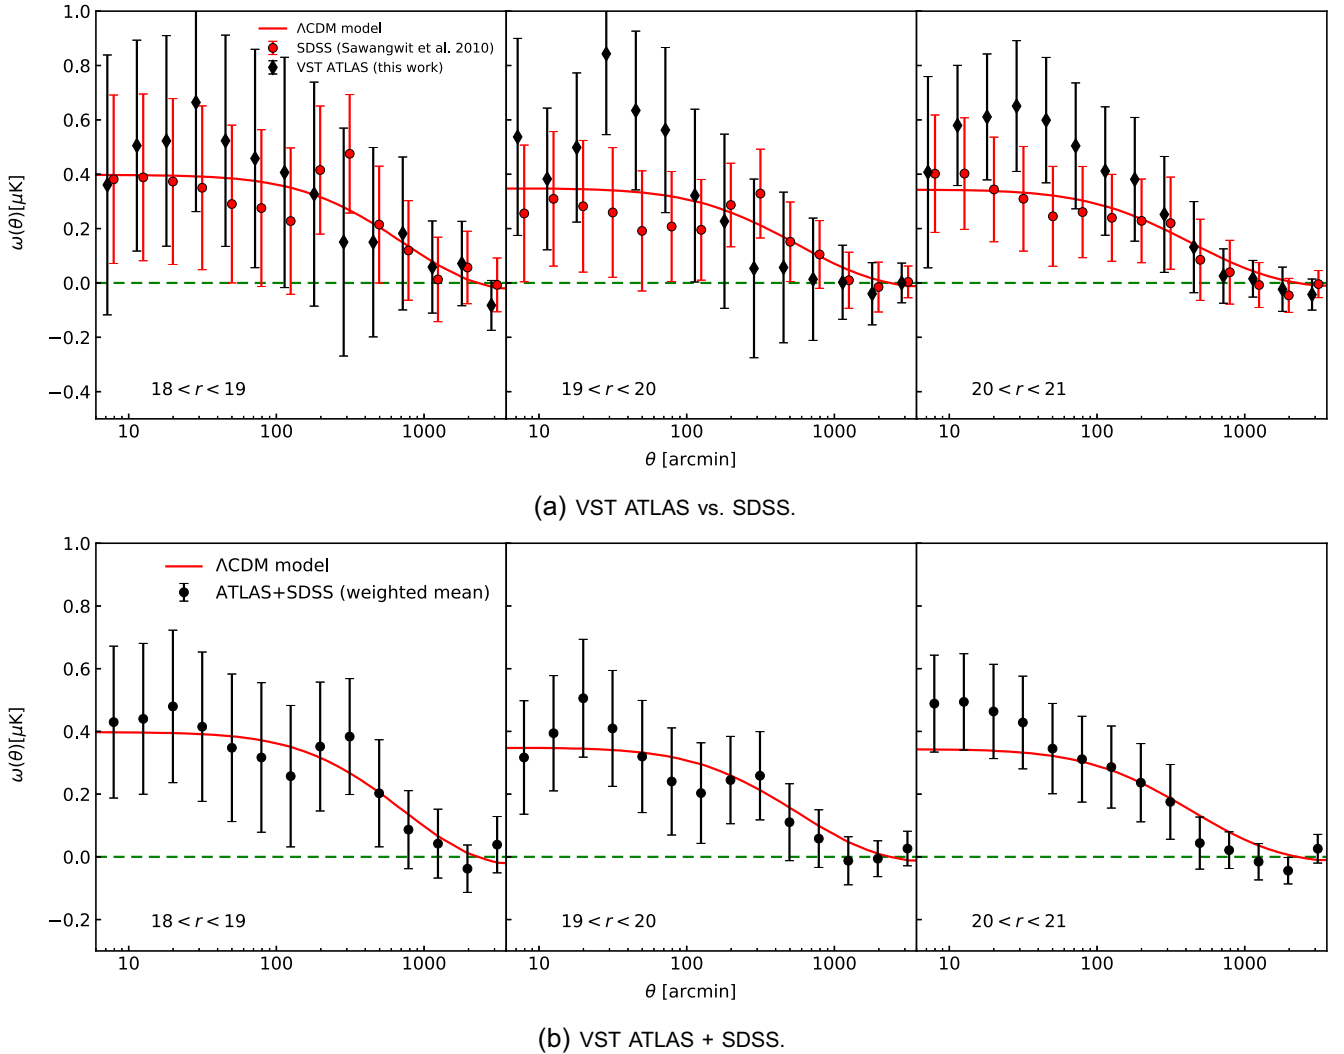 1.0
0.8
0.6
0.4
0.2
0.0
−0.2
−0.4
ω(θ)[μK]
ΛCDM model
SDSS (Sawangwit et al. 2010)
VST ATLAS (this work)
18 < r < 19
19 < r < 20
20 < r < 21
10 100 1000 10 100 1000 10 100 1000
θ [arcmin]
(a) VST ATLAS vs. SDSS.
1.0
0.8
0.6
0.4
0.2
0.0
−0.2
ω(θ)[μK]
ΛCDM model
ATLAS+SDSS (weighted mean)
18 < r < 19
19 < r < 20
20 < r < 21
10 100 1000 10 100 1000 10 100 1000
θ [arcmin]
(b) VST ATLAS + SDSS.